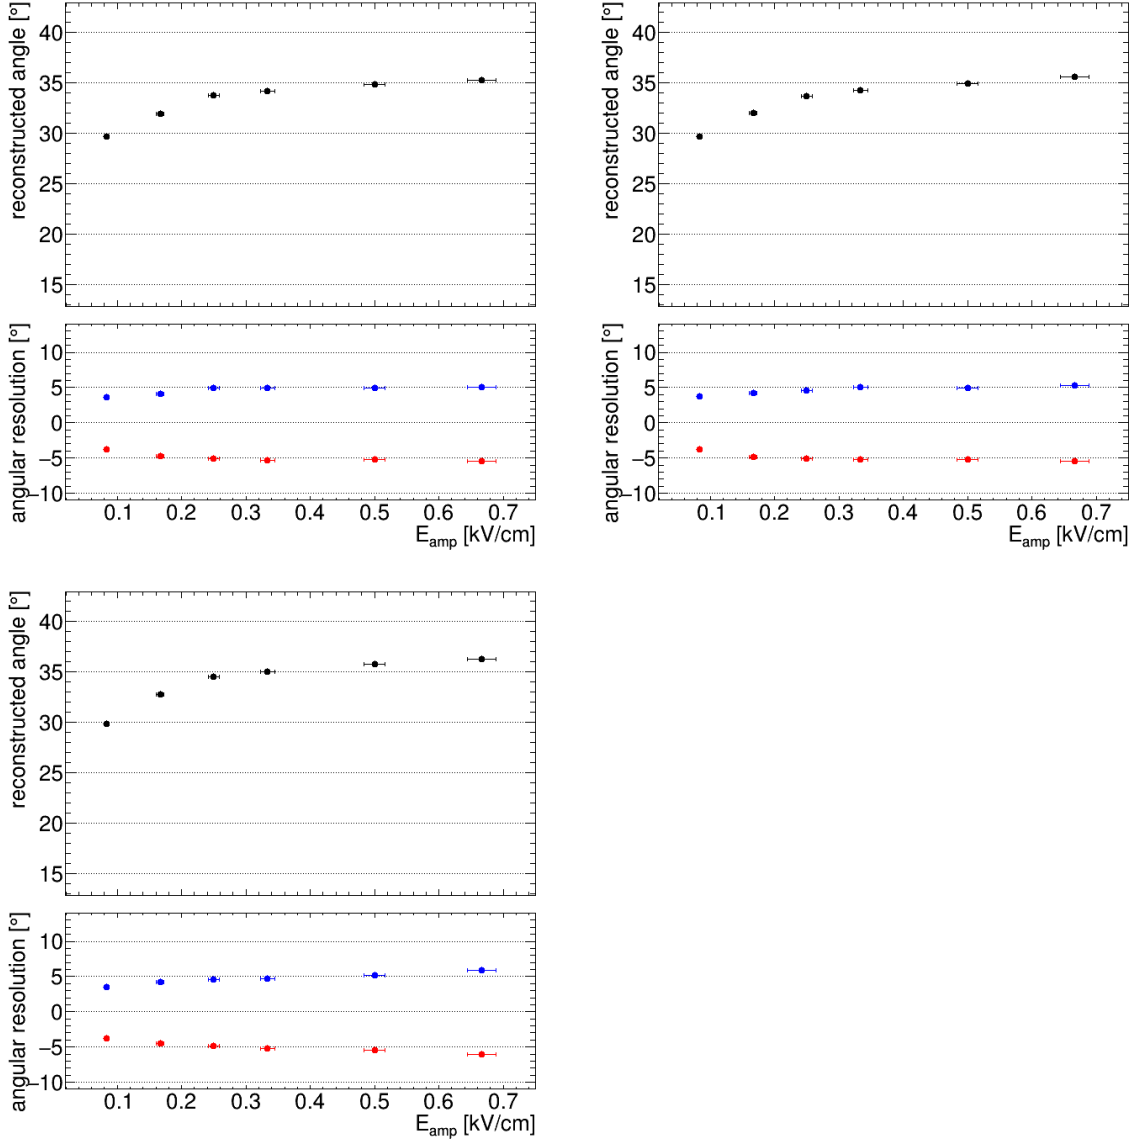 reconstructed angle [°]
40
35
30
25
20
15
angular resolution [°]
10
5
0
−5
−10
0.1 0.2 0.3 0.4 0.5 0.6 0.7
E_amp [kV/cm]
reconstructed angle [°]
40
35
30
25
20
15
angular resolution [°]
10
5
0
−5
−10
0.1 0.2 0.3 0.4 0.5 0.6 0.7
E_amp [kV/cm]
reconstructed angle [°]
40
35
30
25
20
15
angular resolution [°]
10
5
0
−5
−10
0.1 0.2 0.3 0.4 0.5 0.6 0.7
E_amp [kV/cm]